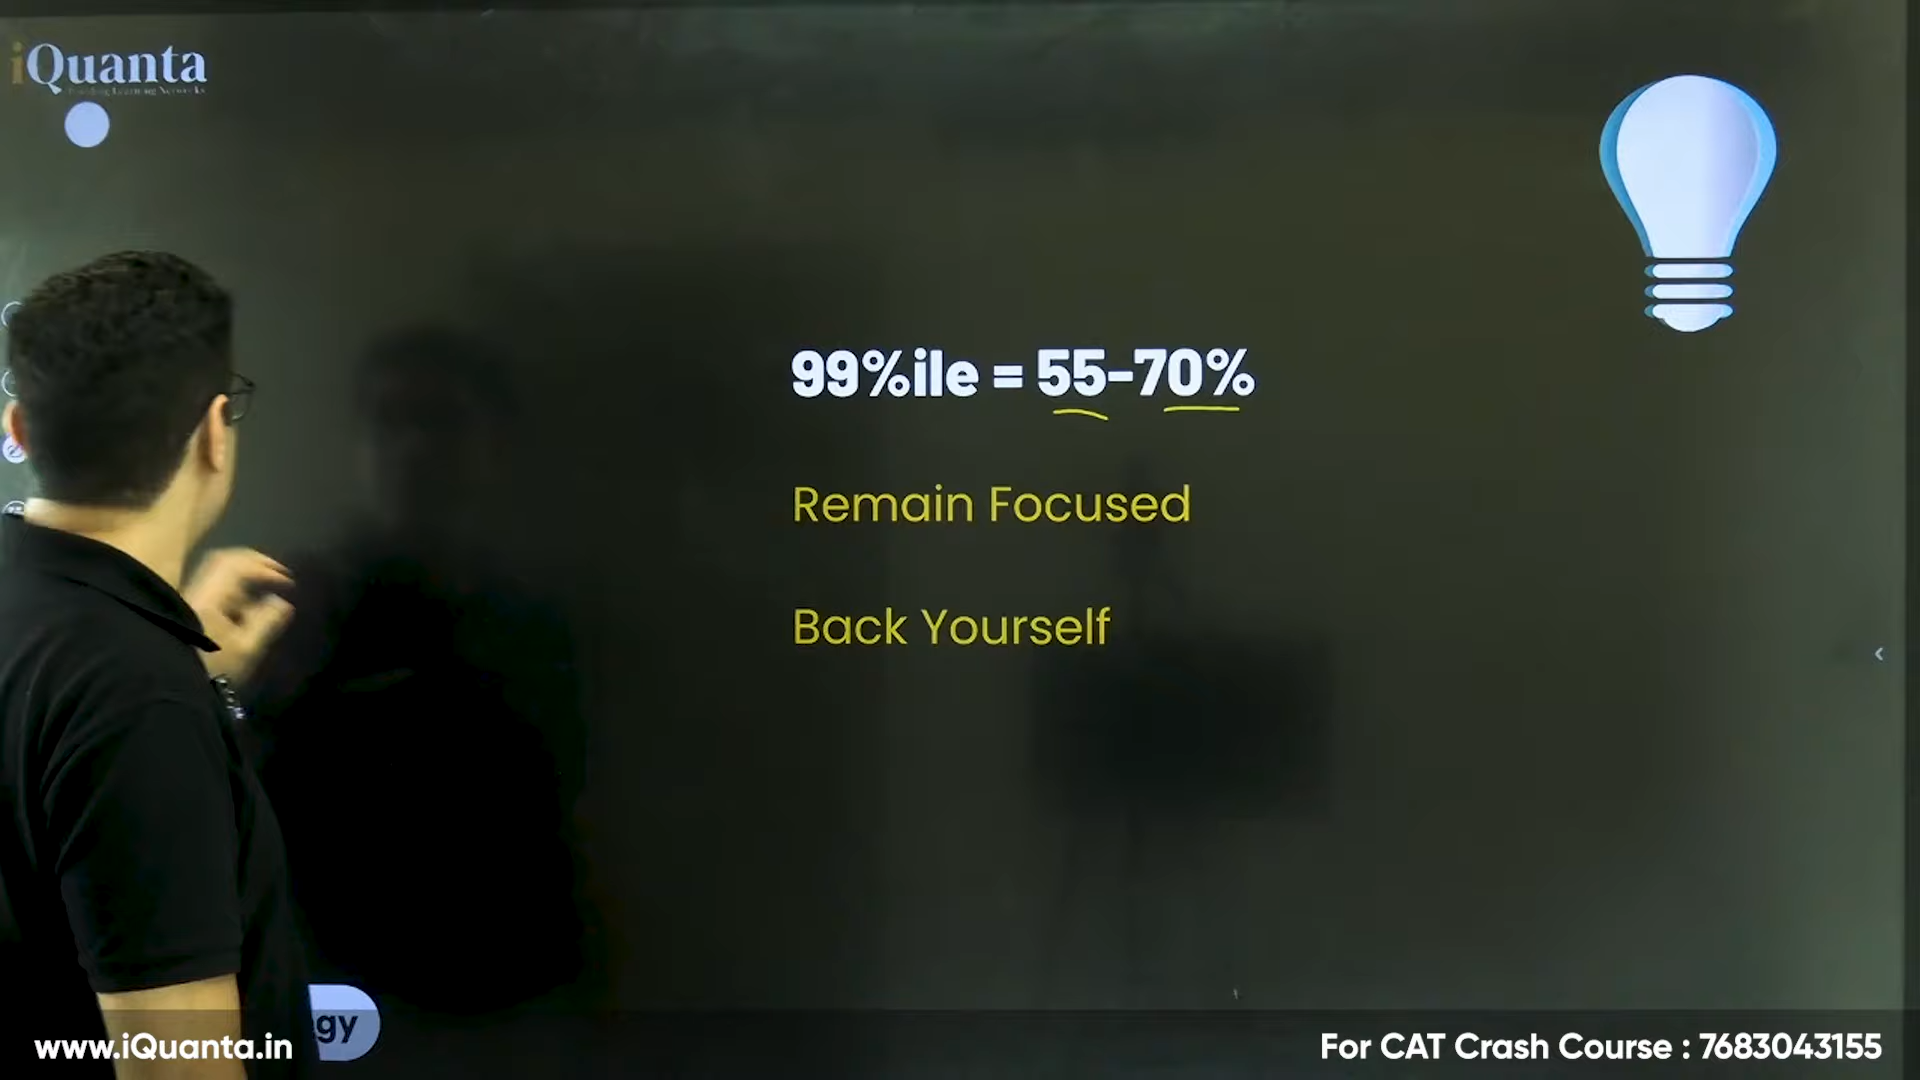 iQuanta
99%ile = 55-70%
Remain Focused
Back Yourself
gy
www.iQuanta.in
For CAT Crash Course : 7683043155